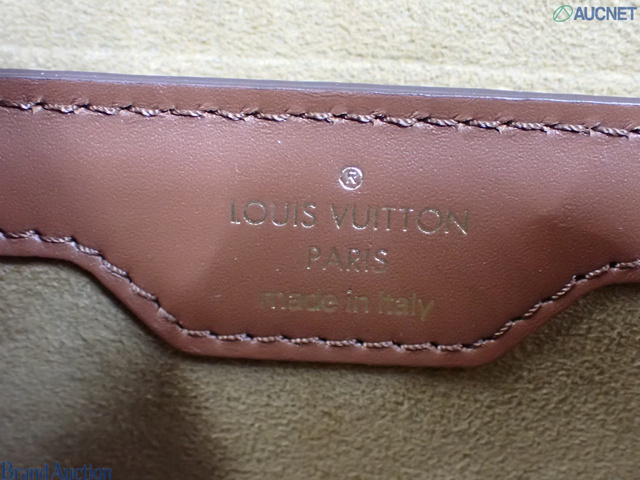 AUCNET
®
LOUIS VUITTON
PARIS
made in Italy
Brand Auction